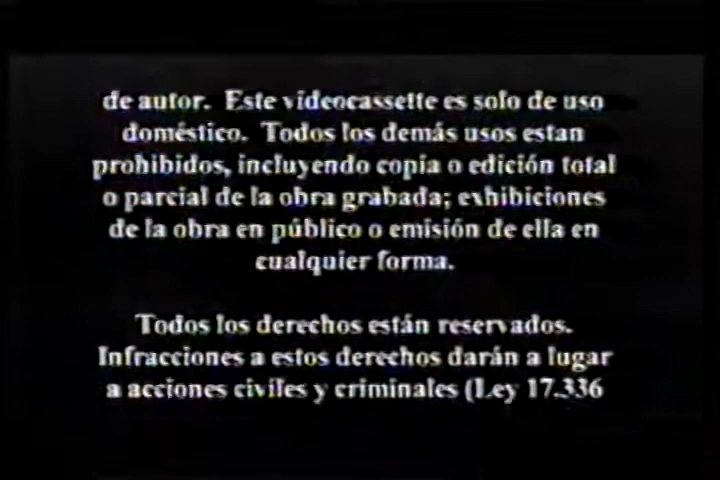 de autor. Este videocassette es solo de uso
doméstico. Todos los demás usos estan
prohibidos, incluyendo copia o edición total
o parcial de la obra grabada; exhibiciones
de la obra en público o emisión de ella en
cualquier forma.
Todos los derechos están reservados.
Infracciones a estos derechos darán a lugar
a acciones civiles y criminales (Ley 17.336